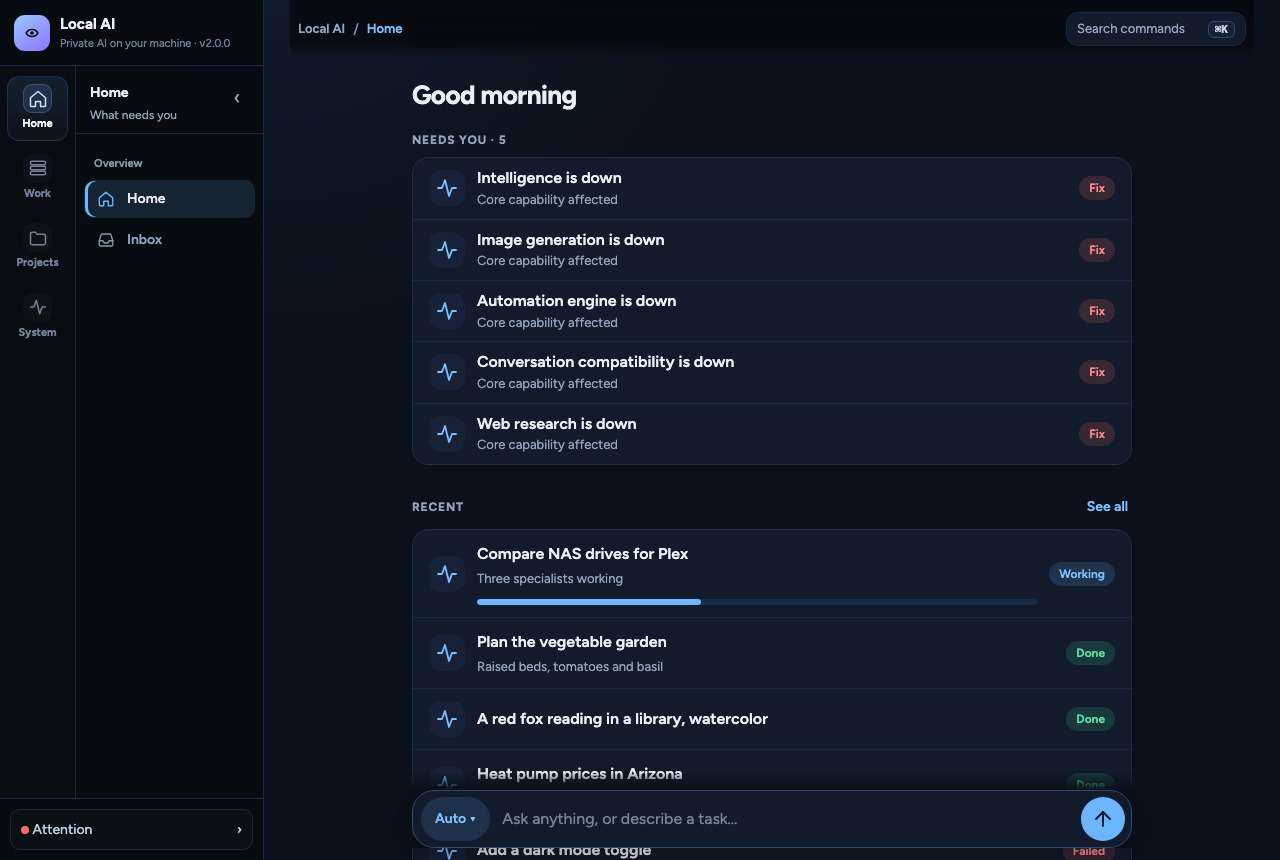 Local AI
Private AI on your machine · v2.0.0
Local AI / Home
Search commands ⌘K
Home
Work
Projects
System
Home
What needs you
‹
Overview
Home
Inbox
Attention ›
Good morning
NEEDS YOU · 5
Intelligence is down
Core capability affected
Fix
Image generation is down
Core capability affected
Fix
Automation engine is down
Core capability affected
Fix
Conversation compatibility is down
Core capability affected
Fix
Web research is down
Core capability affected
Fix
RECENT
See all
Compare NAS drives for Plex
Three specialists working
Working
Plan the vegetable garden
Raised beds, tomatoes and basil
Done
A red fox reading in a library, watercolor
Done
Heat pump prices in Arizona
Done
Auto ▾
Ask anything, or describe a task...
Add a dark mode toggle
Failed